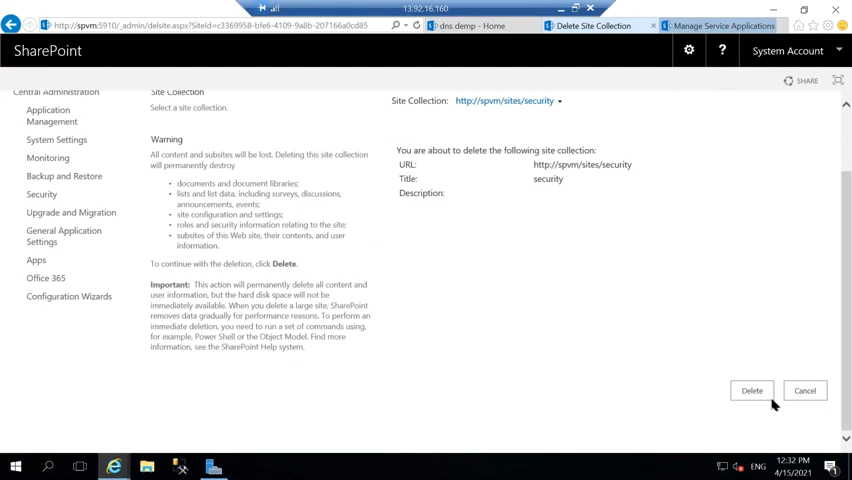 13.92.16.160
http://spvm:5910/_admin/delsite.aspx?SiteId=c3369958-bfe6-4109-9a8b-207166a0cd85
dns demp - Home
Delete Site Collection
Manage Service Applications
SharePoint
System Account
SHARE
Central Administration
Application
Management
System Settings
Monitoring
Backup and Restore
Security
Upgrade and Migration
General Application
Settings
Apps
Office 365
Configuration Wizards
Site Collection
Select a site collection.
Site Collection: http://spvm/sites/security
Warning
All content and subsites will be lost. Deleting this site collection
will permanently destroy
• documents and document libraries;
• lists and list data, including surveys, discussions,
announcements, events;
• site configuration and settings;
• roles and security information relating to the site;
• subsites of this Web site, their contents, and user
information.
To continue with the deletion, click Delete.
Important: This action will permanently delete all content and
user information, but the hard disk space will not be
immediately available. When you delete a large site, SharePoint
removes data gradually for performance reasons. To perform an
immediate deletion, you need to run a set of commands using,
for example, Power Shell or the Object Model. Find more
information, see the SharePoint Help system.
You are about to delete the following site collection:
URL: http://spvm/sites/security
Title: security
Description:
Delete
Cancel
ENG
12:32 PM
4/15/2021
1